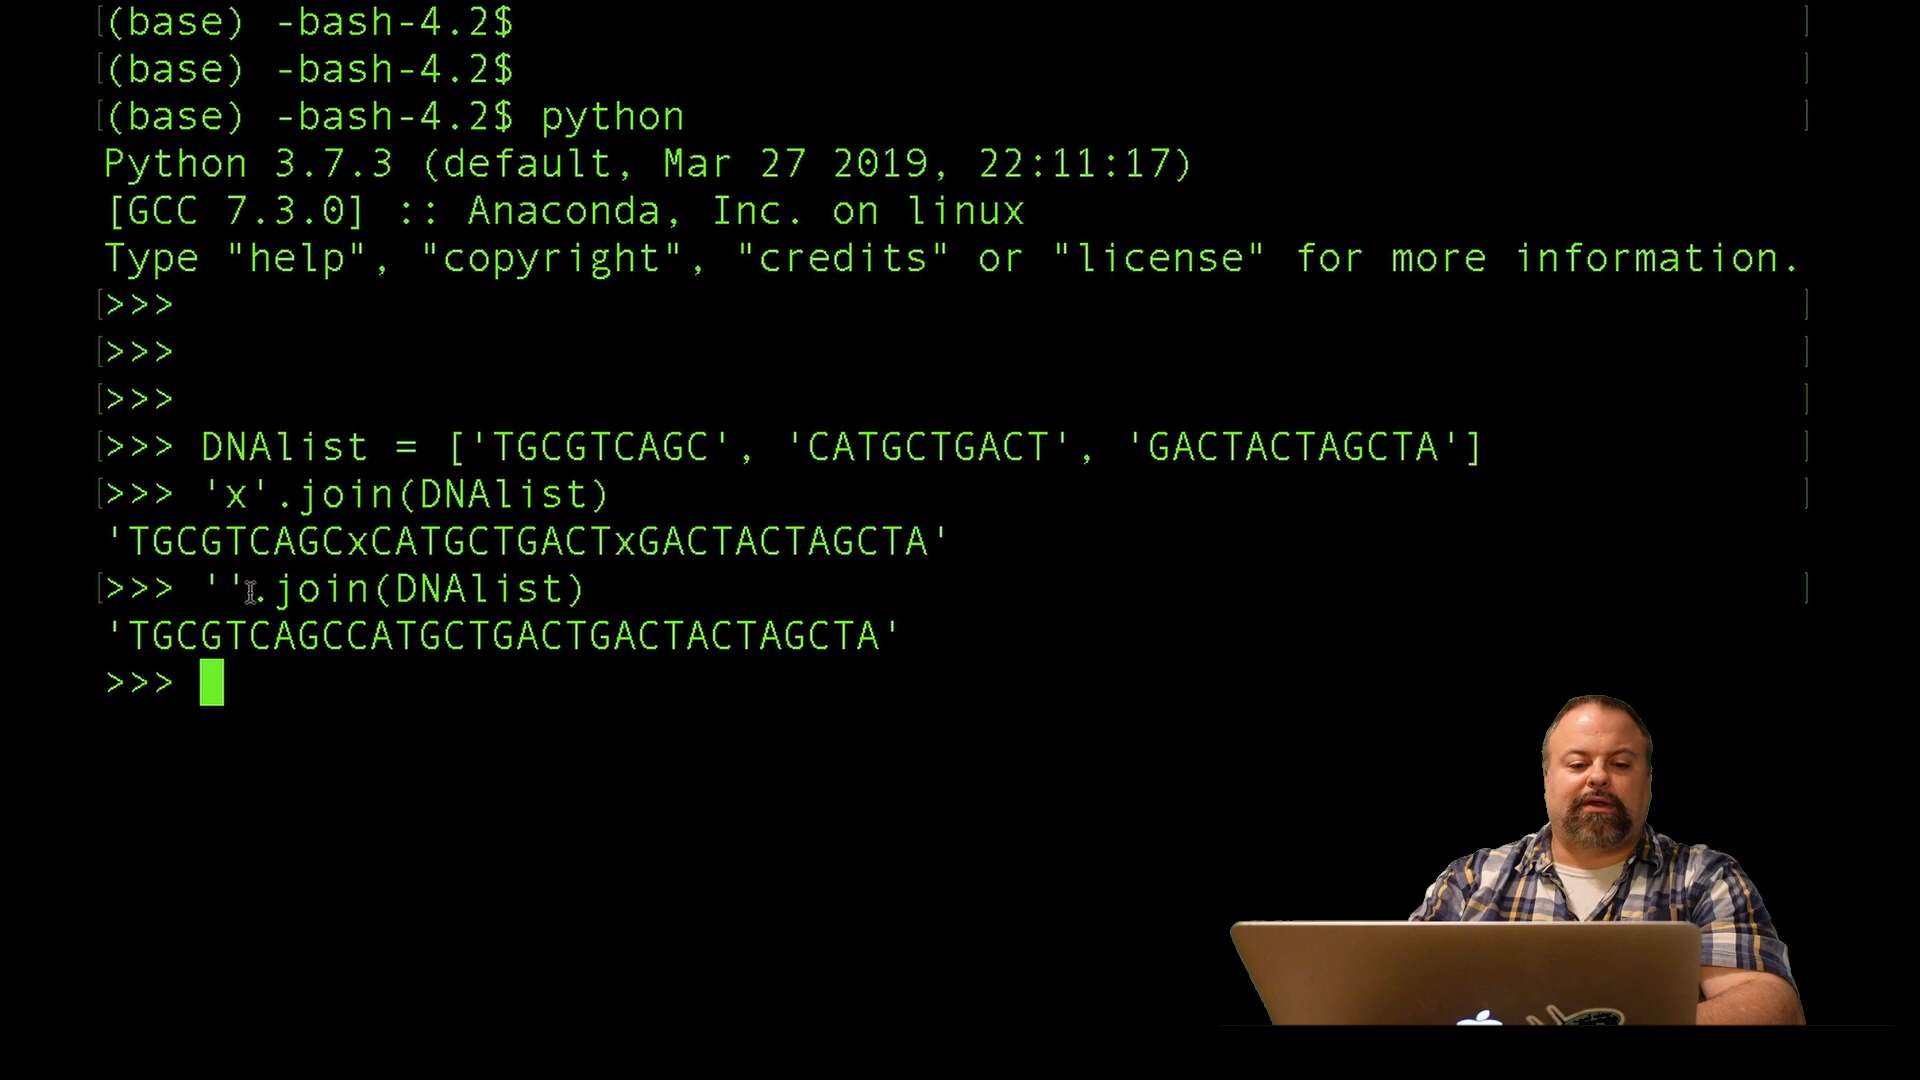 (base) -bash-4.2$
(base) -bash-4.2$
(base) -bash-4.2$ python
Python 3.7.3 (default, Mar 27 2019, 22:11:17)
[GCC 7.3.0] :: Anaconda, Inc. on linux
Type "help", "copyright", "credits" or "license" for more information.
>>>
>>>
>>>
>>> DNAlist = ['TGCGTCAGC', 'CATGCTGACT', 'GACTACTAGCTA']
>>> 'x'.join(DNAlist)
'TGCGTCAGCxCATGCTGACTxGACTACTAGCTA'
>>> ''.join(DNAlist)
'TGCGTCAGCCATGCTGACTGACTACTAGCTA'
>>>